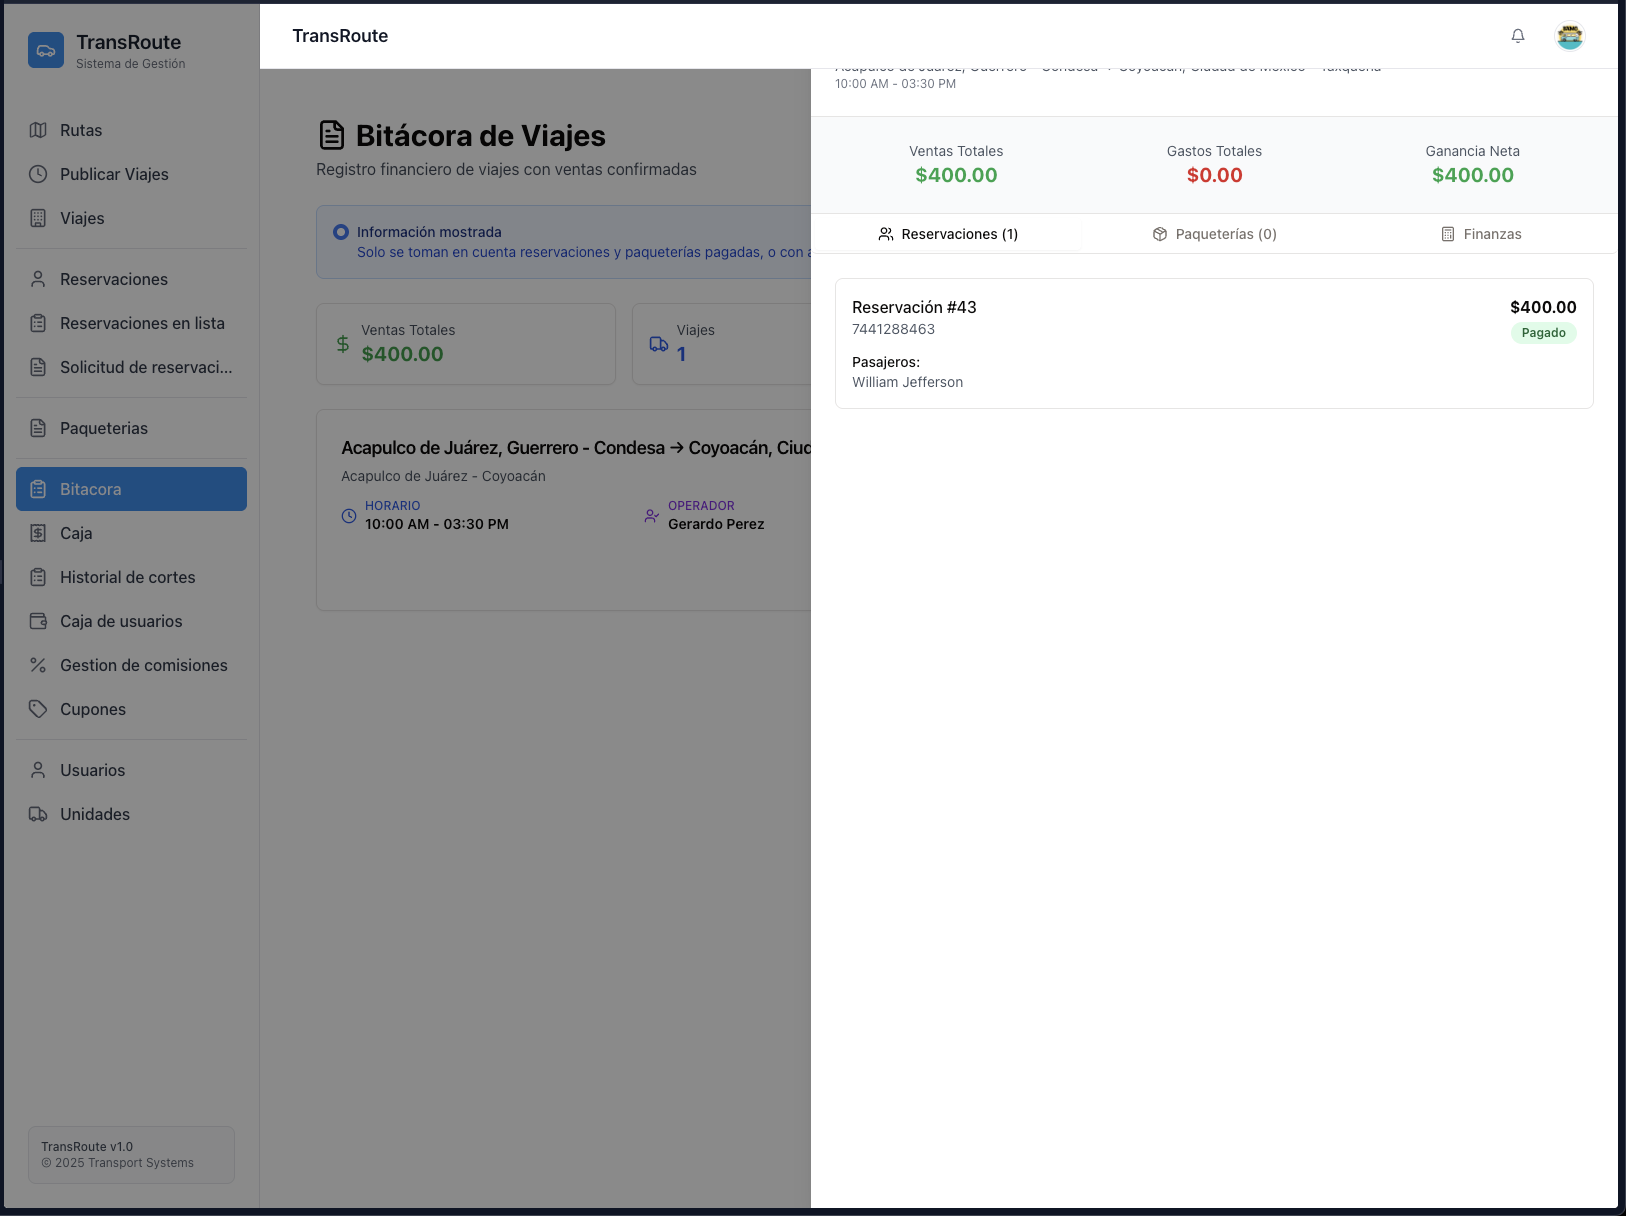 TransRoute
Sistema de Gestión
Rutas
Publicar Viajes
Viajes
Reservaciones
Reservaciones en lista
Solicitud de reservaci...
Paqueterias
Bitacora
Caja
Historial de cortes
Caja de usuarios
Gestion de comisiones
Cupones
Usuarios
Unidades
TransRoute v1.0
© 2025 Transport Systems
TransRoute
Bitácora de Viajes
Registro financiero de viajes con ventas confirmadas
Información mostrada
Solo se toman en cuenta reservaciones y paqueterías pagadas, o con a
Ventas Totales
$400.00
Viajes
1
Acapulco de Juárez, Guerrero - Condesa → Coyoacán, Ciud
Acapulco de Juárez - Coyoacán
HORARIO
10:00 AM - 03:30 PM
OPERADOR
Gerardo Perez
10:00 AM - 03:30 PM
Ventas Totales
$400.00
Gastos Totales
$0.00
Ganancia Neta
$400.00
Reservaciones (1)
Paqueterías (0)
Finanzas
Reservación #43
7441288463
$400.00
Pagado
Pasajeros:
William Jefferson